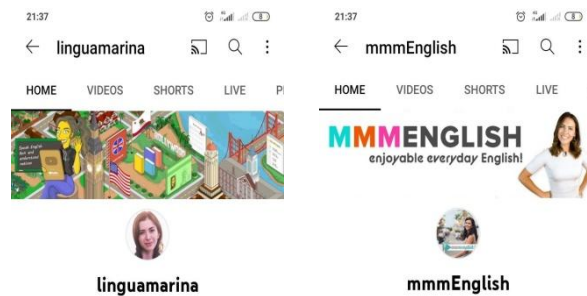 21:37
linguamarina
HOME VIDEOS SHORTS LIVE
linguamarina
21:37
mmmEnglish
HOME VIDEOS SHORTS LIVE
MMMENGLISH
enjoyable everyday English!
mmmEnglish